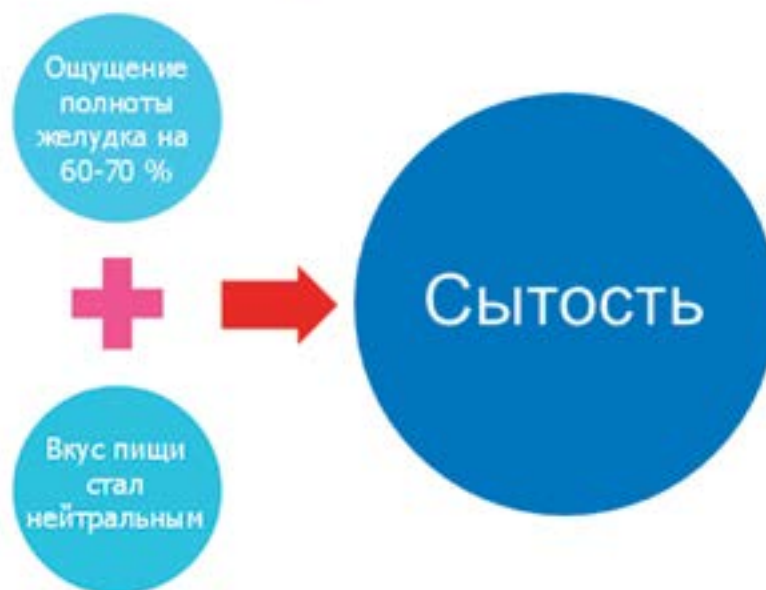 Ощущение
полноты
желудка на
60-70 %
Вкус пищи
стал
нейтральным
Сытость